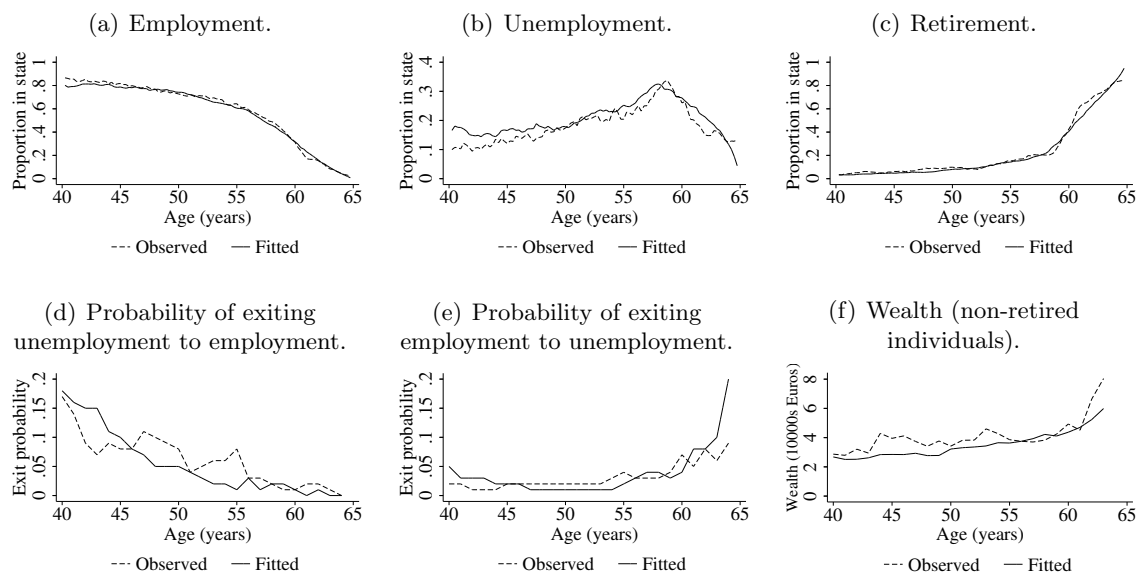 (a) Employment.
Proportion in state
0 .2 .4 .6 .8 1
40 45 50 55 60 65
Age (years)
Observed Fitted
(b) Unemployment.
Proportion in state
0 .1 .2 .3 .4
40 45 50 55 60 65
Age (years)
Observed Fitted
(c) Retirement.
Proportion in state
0 .2 .4 .6 .8 1
40 45 50 55 60 65
Age (years)
Observed Fitted
(d) Probability of exiting
unemployment to employment.
Exit probability
0 .05 .1 .15 .2
40 45 50 55 60 65
Age (years)
Observed Fitted
(e) Probability of exiting
employment to unemployment.
Exit probability
0 .05 .1 .15 .2
40 45 50 55 60 65
Age (years)
Observed Fitted
(f) Wealth (non-retired
individuals).
Wealth (10000s Euros)
0 2 4 6 8
40 45 50 55 60 65
Age (years)
Observed Fitted